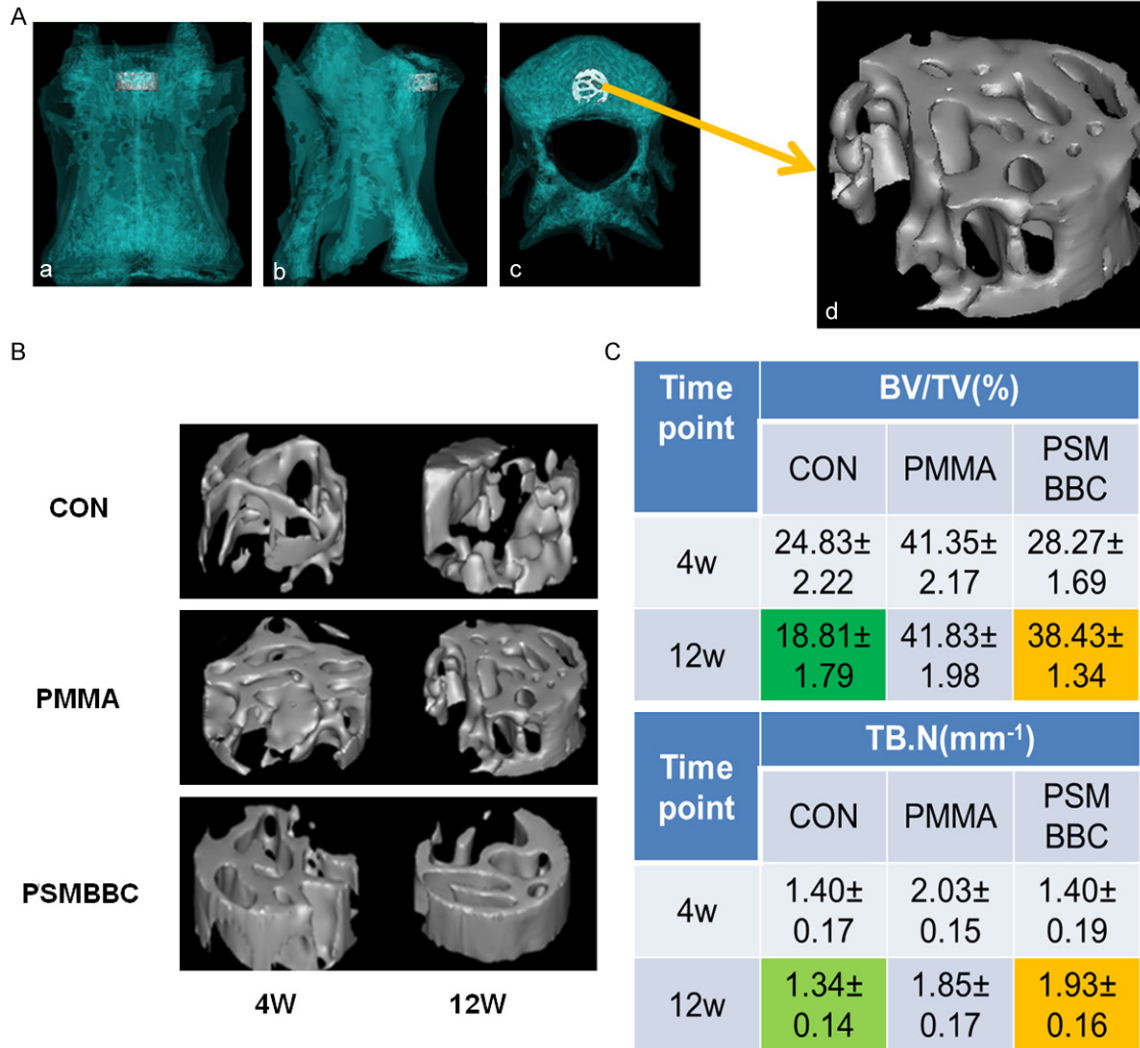 A
a
b
c
d
B
CON
PMMA
PSMBBC
4W 12W
C
Time
point
BV/TV(%)
CON PMMA PSM
BBC
4w 24.83±
2.22 41.35±
2.17 28.27±
1.69
12w 18.81±
1.79 41.83±
1.98 38.43±
1.34
Time
point
TB.N(mm⁻¹)
CON PMMA PSM
BBC
4w 1.40±
0.17 2.03±
0.15 1.40±
0.19
12w 1.34±
0.14 1.85±
0.17 1.93±
0.16